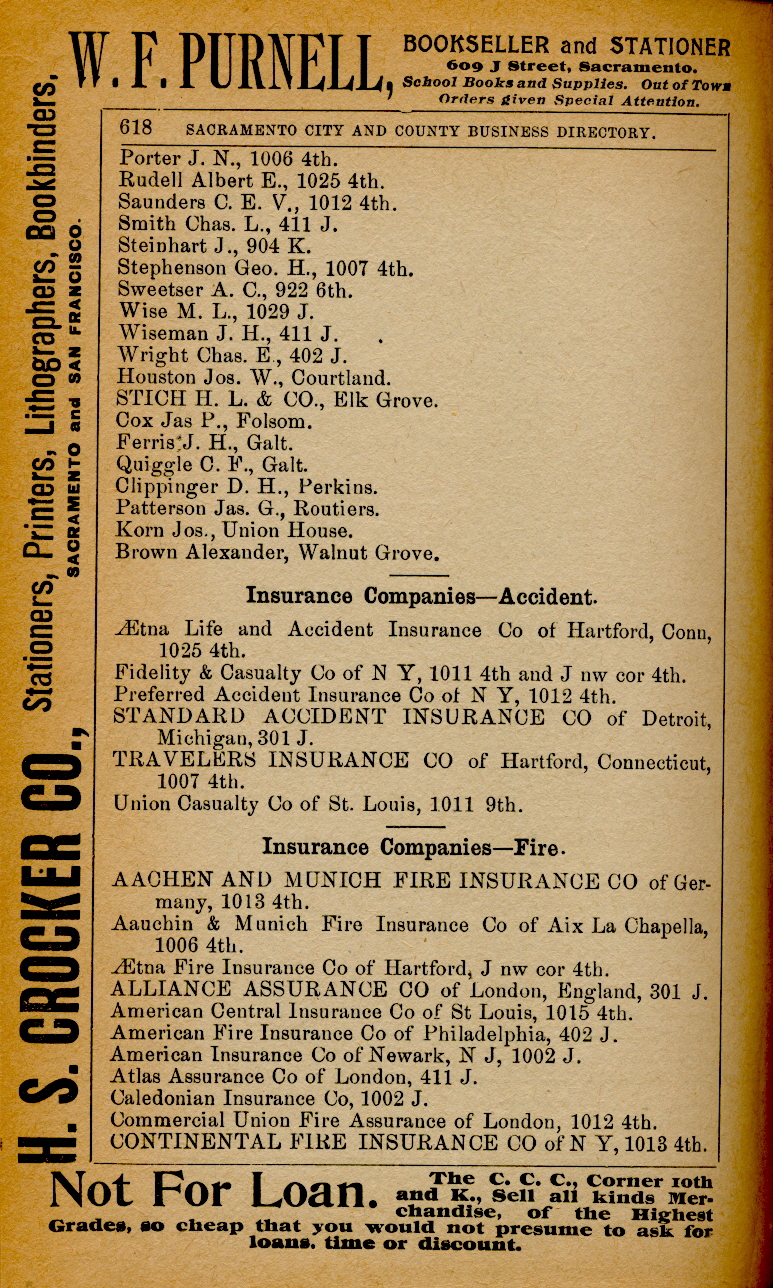 W. F. PURNELL,
BOOKSELLER and STATIONER
609 J Street, Sacramento.
School Books and Supplies. Out of Town
Orders given Special Attention.
H. S. CROCKER CO., Stationers, Printers, Lithographers, Bookbinders,
SACRAMENTO and SAN FRANCISCO.
618 SACRAMENTO CITY AND COUNTY BUSINESS DIRECTORY.
Porter J. N., 1006 4th.
Rudell Albert E., 1025 4th.
Saunders C. E. V., 1012 4th.
Smith Chas. L., 411 J.
Steinhart J., 904 K.
Stephenson Geo. H., 1007 4th.
Sweetser A. C., 922 6th.
Wise M. L., 1029 J.
Wiseman J. H., 411 J.
Wright Chas. E., 402 J.
Houston Jos. W., Courtland.
STICH H. L. & CO., Elk Grove.
Cox Jas P., Folsom.
Ferris J. H., Galt.
Quiggle C. F., Galt.
Clippinger D. H., Perkins.
Patterson Jas. G., Routiers.
Korn Jos., Union House.
Brown Alexander, Walnut Grove.
Insurance Companies—Accident.
Ætna Life and Accident Insurance Co of Hartford, Conn,
1025 4th.
Fidelity & Casualty Co of N Y, 1011 4th and J nw cor 4th.
Preferred Accident Insurance Co of N Y, 1012 4th.
STANDARD ACCIDENT INSURANCE CO of Detroit,
Michigan, 301 J.
TRAVELERS INSURANCE CO of Hartford, Connecticut,
1007 4th.
Union Casualty Co of St. Louis, 1011 9th.
Insurance Companies—Fire.
AACHEN AND MUNICH FIRE INSURANCE CO of Ger-
many, 1013 4th.
Aauchin & Munich Fire Insurance Co of Aix La Chapella,
1006 4th.
Ætna Fire Insurance Co of Hartford, J nw cor 4th.
ALLIANCE ASSURANCE CO of London, England, 301 J.
American Central Insurance Co of St Louis, 1015 4th.
American Fire Insurance Co of Philadelphia, 402 J.
American Insurance Co of Newark, N J, 1002 J.
Atlas Assurance Co of London, 411 J.
Caledonian Insurance Co, 1002 J.
Commercial Union Fire Assurance of London, 1012 4th.
CONTINENTAL FIRE INSURANCE CO of N Y, 1013 4th.
Not For Loan. The C. C. C., Corner 10th
and K., Sell all kinds Mer-
chandise, of the Highest
Grades, so cheap that you would not presume to ask for
loans. time or discount.